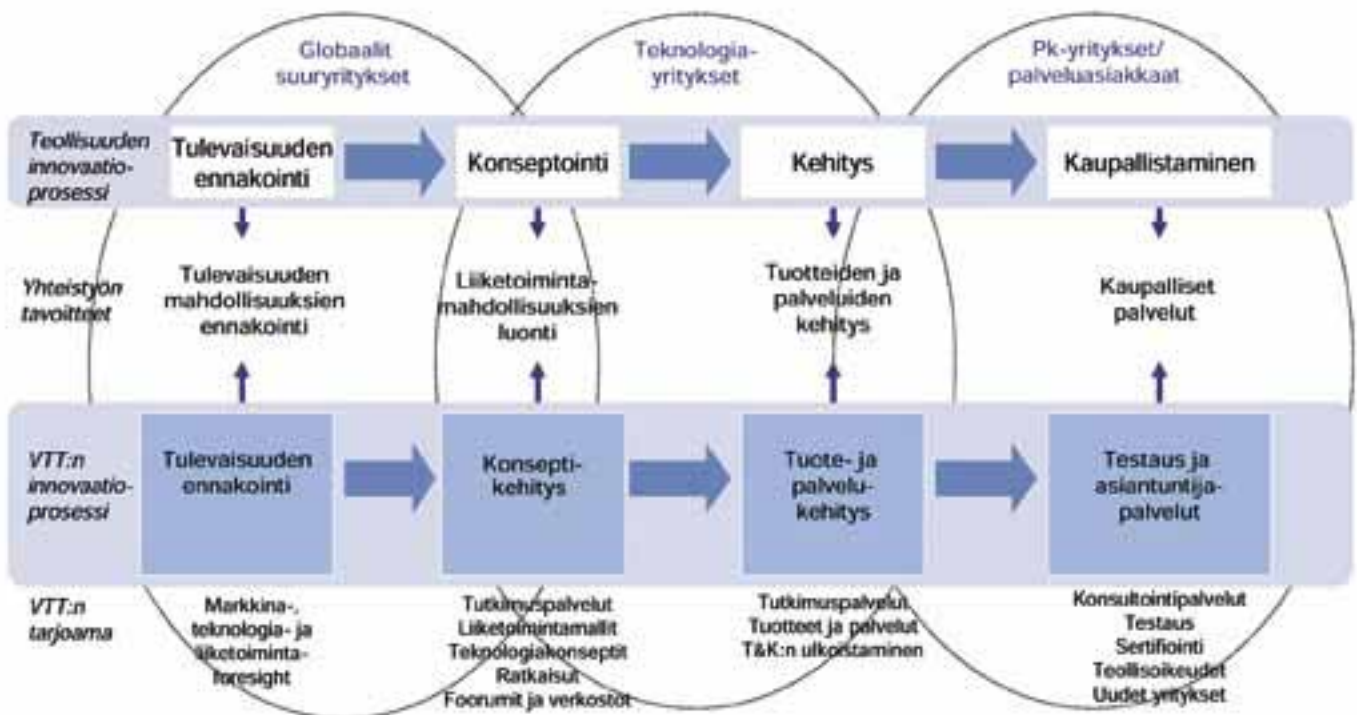 Globaalit
suuryritykset
Teknologia-
yritykset
Pk-yritykset/
palveluasiakkaat
Teollisuuden
innovaatio-
prosessi
Tulevaisuuden
ennakointi
Konseptointi
Kehitys
Kaupallistaminen
Yhteistyön
tavoitteet
Tulevaisuuden
mahdollisuuksien
ennakointi
Liiketoiminta-
mahdollisuuksien
luonti
Tuotteiden ja
palveluiden
kehitys
Kaupalliset
palvelut
VTT:n
innovaatio-
prosessi
Tulevaisuuden
ennakointi
Konsepti-
kehitys
Tuote- ja
palvelu-
kehitys
Testaus ja
asiantuntija-
palvelut
VTT:n
tarjoama
Markkina-,
teknologia- ja
liiketoiminta-
foresight
Tutkimuspalvelut
Liiketoimintamallit
Teknologiakonseptit
Ratkaisut
Foorumit ja verkostot
Tutkimuspalvelut
Tuotteet ja palvelut
T&K:n ulkoistaminen
Konsultointipalvelut
Testaus
Sertifiointi
Teollisoikeudet
Uudet yritykset